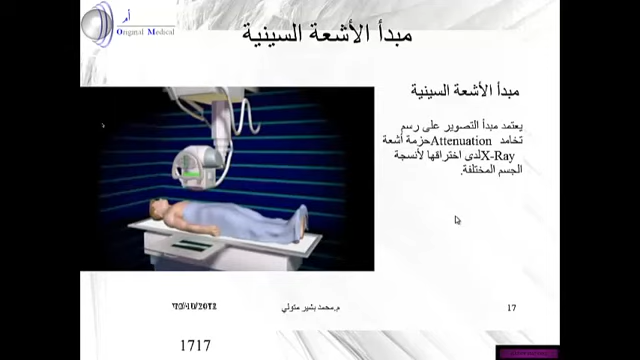 أم
Original Medical
مبدأ الأشعة السينية
مبدأ الأشعة السينية
يعتمد مبدأ التصوير على رسم
تخامد Attenuation حزمة أشعة
X-Ray لدى اختراقها لأنسجة
الجسم المختلفة.
م.محمد بشير متولي
17
1717